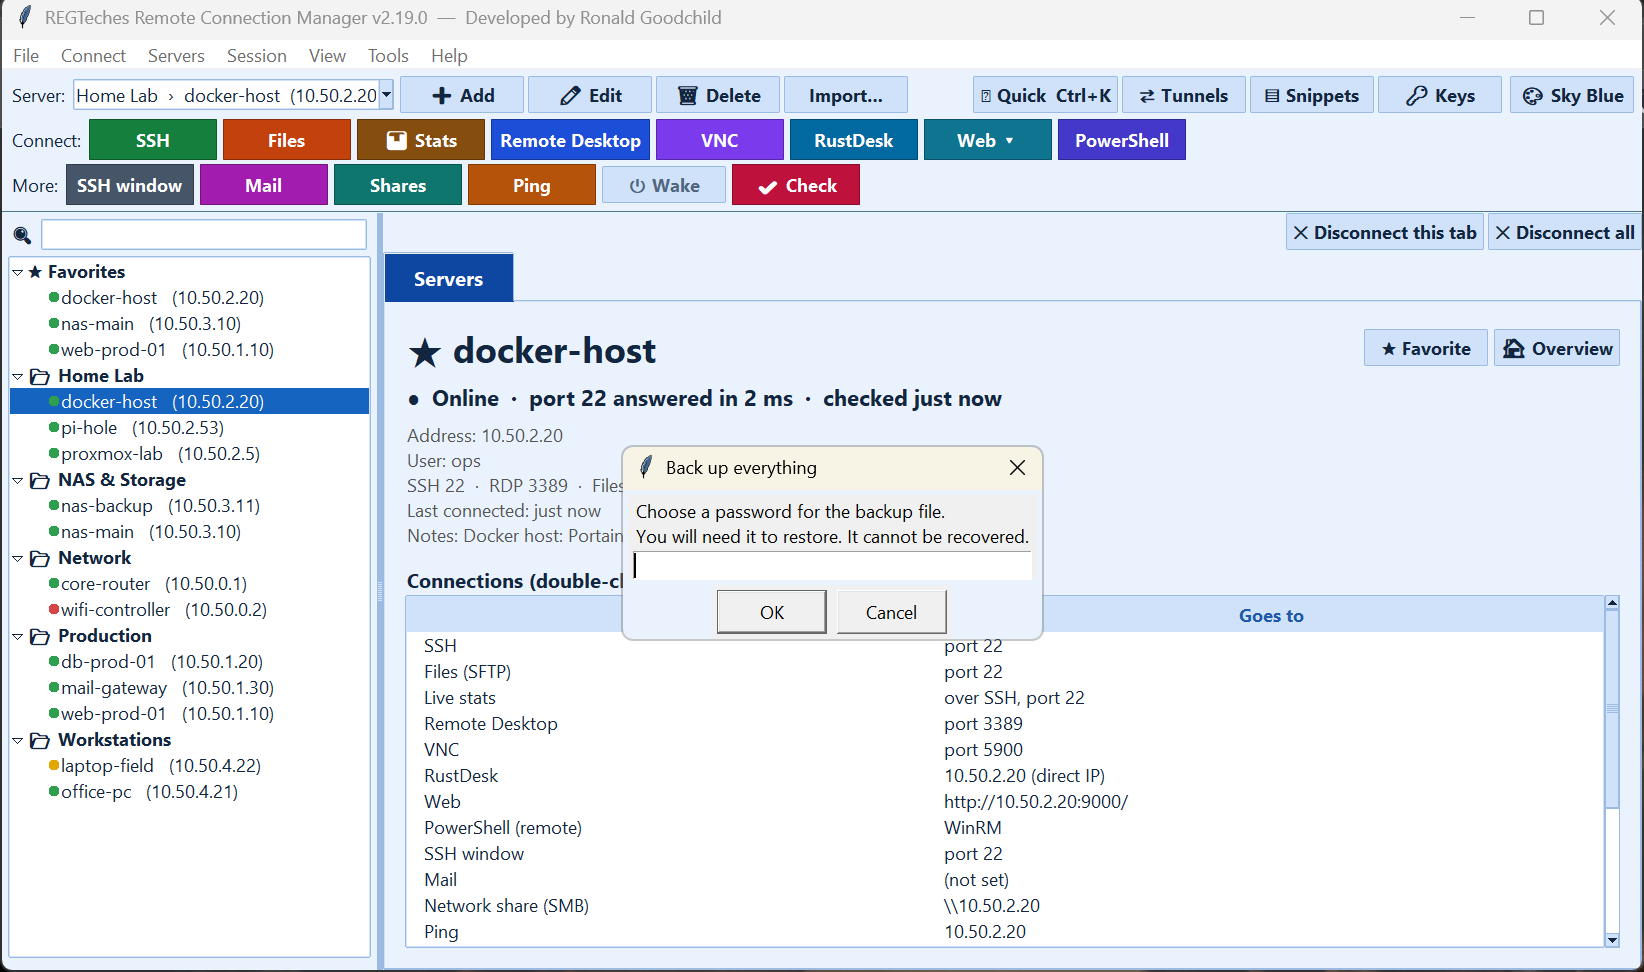 REGTeches Remote Connection Manager v2.19.0 — Developed by Ronald Goodchild
File Connect Servers Session View Tools Help
Server: Home Lab › docker-host (10.50.2.20 Add Edit Delete Import... Quick Ctrl+K Tunnels Snippets Keys Sky Blue
Connect: SSH Files Stats Remote Desktop VNC RustDesk Web PowerShell
More: SSH window Mail Shares Ping Wake Check
Disconnect this tab Disconnect all
★ Favorites
docker-host (10.50.2.20)
nas-main (10.50.3.10)
web-prod-01 (10.50.1.10)
Home Lab
docker-host (10.50.2.20)
pi-hole (10.50.2.53)
proxmox-lab (10.50.2.5)
NAS & Storage
nas-backup (10.50.3.11)
nas-main (10.50.3.10)
Network
core-router (10.50.0.1)
wifi-controller (10.50.0.2)
Production
db-prod-01 (10.50.1.20)
mail-gateway (10.50.1.30)
web-prod-01 (10.50.1.10)
Workstations
laptop-field (10.50.4.22)
office-pc (10.50.4.21)
Servers
★ docker-host
★ Favorite Overview
● Online · port 22 answered in 2 ms · checked just now
Address: 10.50.2.20
User: ops
SSH 22 · RDP 3389 · Files
Last connected: just now
Notes: Docker host: Portain
Connections (double-cl
Back up everything
Choose a password for the backup file.
You will need it to restore. It cannot be recovered.
OK Cancel
Goes to
SSH port 22
Files (SFTP) port 22
Live stats over SSH, port 22
Remote Desktop port 3389
VNC port 5900
RustDesk 10.50.2.20 (direct IP)
Web http://10.50.2.20:9000/
PowerShell (remote) WinRM
SSH window port 22
Mail (not set)
Network share (SMB) \\10.50.2.20
Ping 10.50.2.20